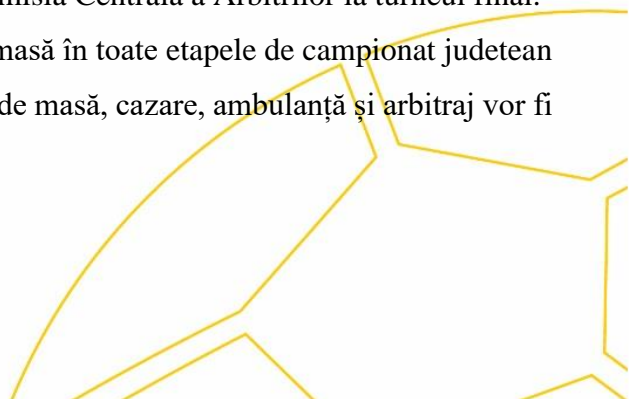 Centrală a Arbitrilor la turneul final.
masă în toate etapele de campionat judetean
de masă, cazare, ambulanță și arbitraj vor fi